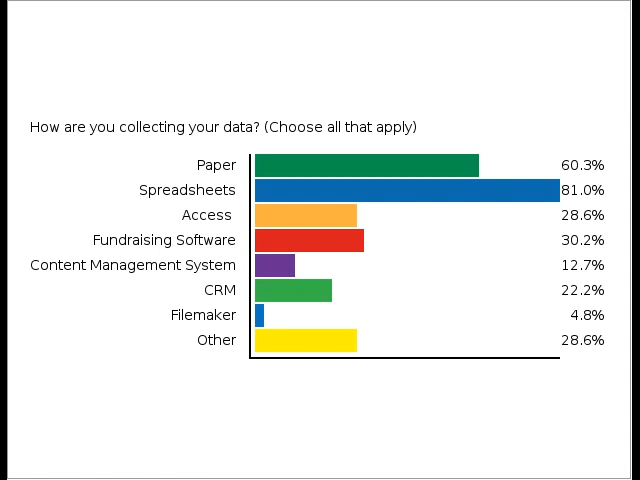 How are you collecting your data? (Choose all that apply)
Paper 60.3%
Spreadsheets 81.0%
Access 28.6%
Fundraising Software 30.2%
Content Management System 12.7%
CRM 22.2%
Filemaker 4.8%
Other 28.6%